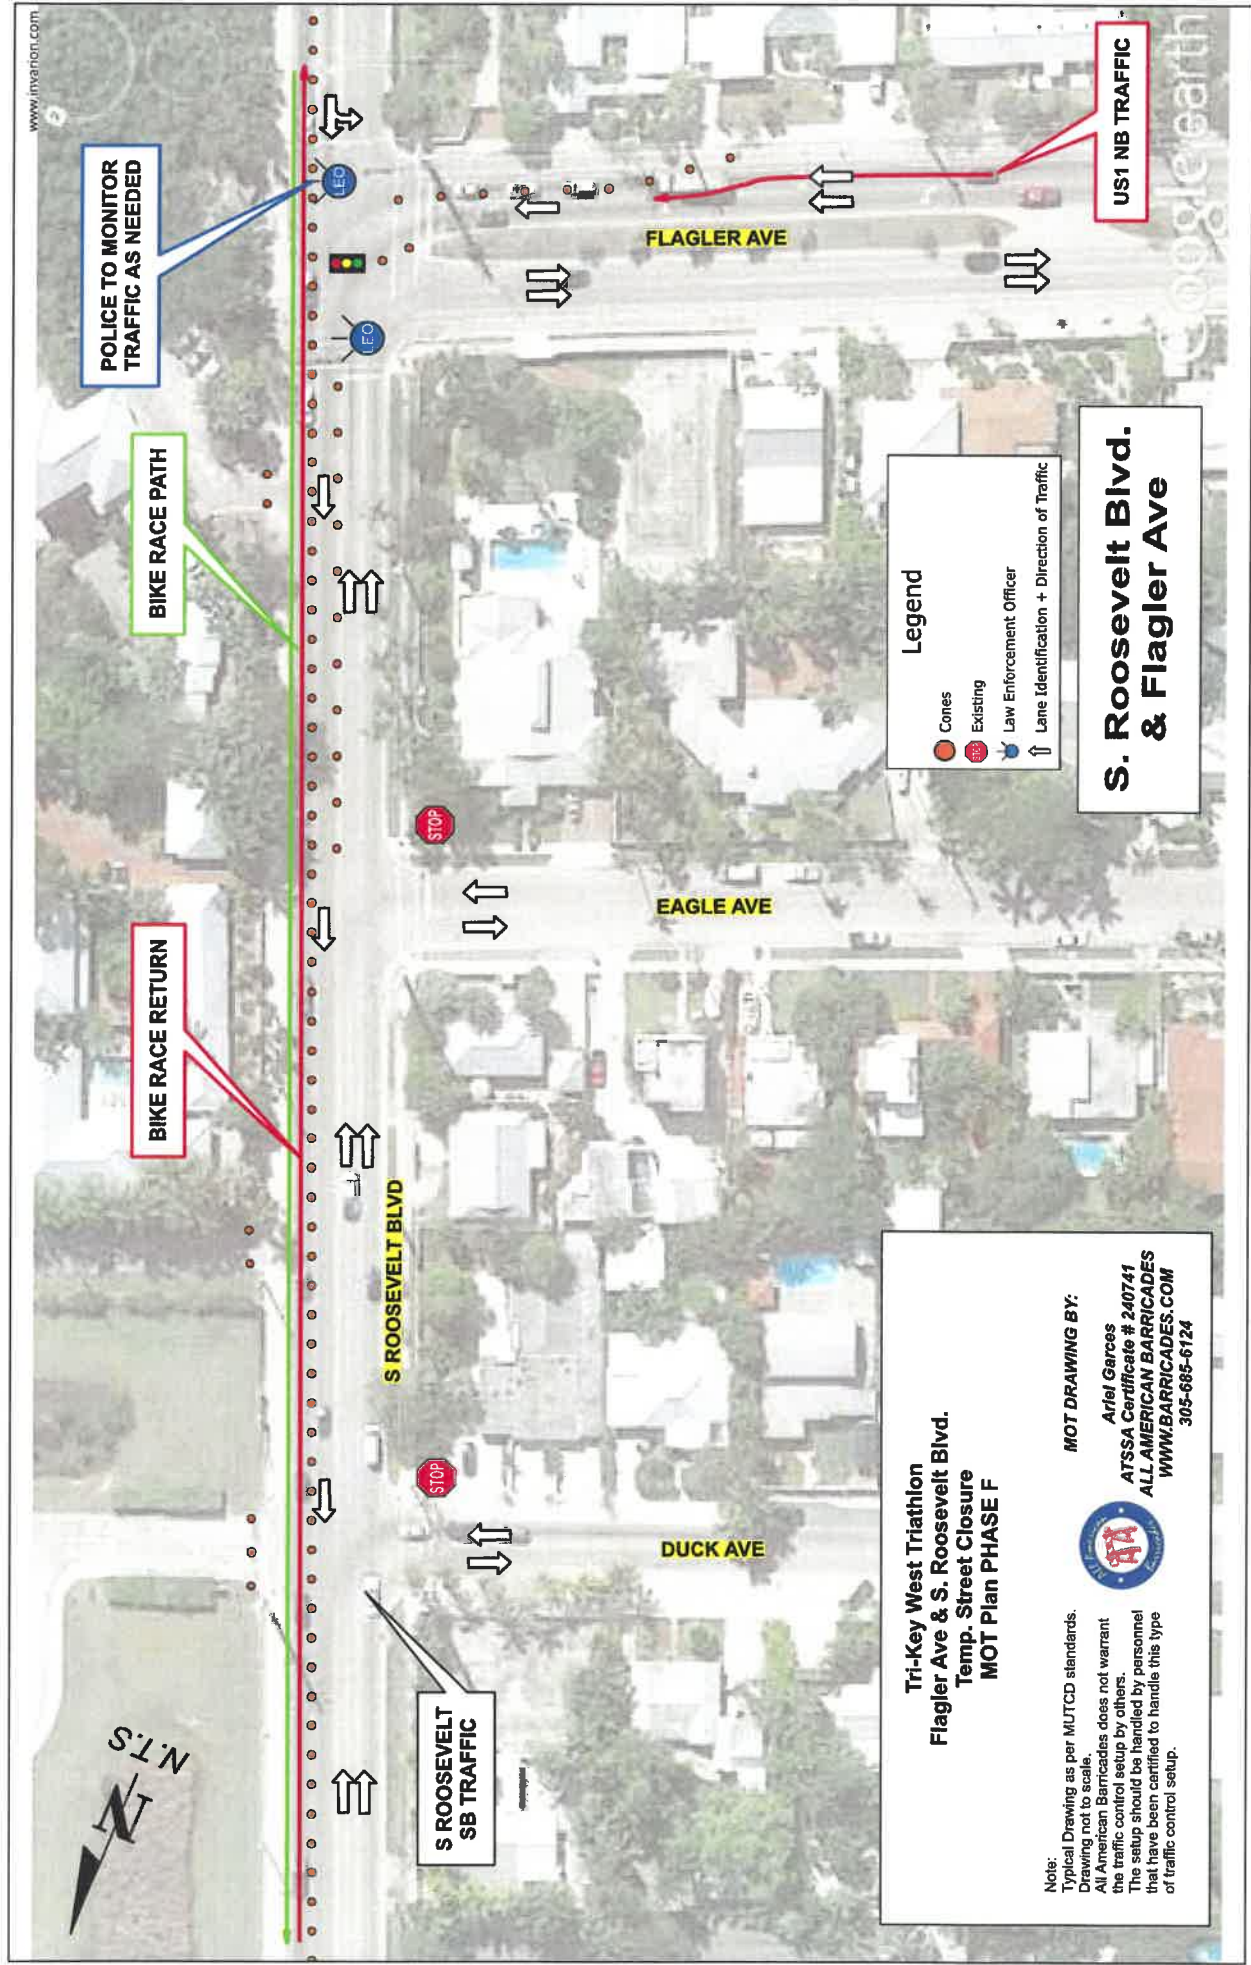 www.invarion.com
POLICE TO MONITOR
TRAFFIC AS NEEDED
BIKE RACE PATH
BIKE RACE RETURN
N
N.T.S
LEO
LEO
S ROOSEVELT BLVD
S ROOSEVELT
SB TRAFFIC
STOP
STOP
DUCK AVE
EAGLE AVE
FLAGLER AVE
US1 NB TRAFFIC
Legend
Cones
STOP
Existing
Law Enforcement Officer
Lane Identification + Direction of Traffic
S. Roosevelt Blvd.
& Flagler Ave
Tri-Key West Triathlon
Flagler Ave & S. Roosevelt Blvd.
Temp. Street Closure
MOT Plan PHASE F
Note:
Typical Drawing as per MUTCD standards.
Drawing not to scale.
All American Barricades does not warrant
the traffic control setup by others.
The setup should be handled by personnel
that have been certified to handle this type
of traffic control setup.
All American
Barricades
MOT DRAWING BY:
Ariel Garces
ATSSA Certificate # 240741
ALL AMERICAN BARRICADES
WWW.BARRICADES.COM
305-685-6124
Google earth